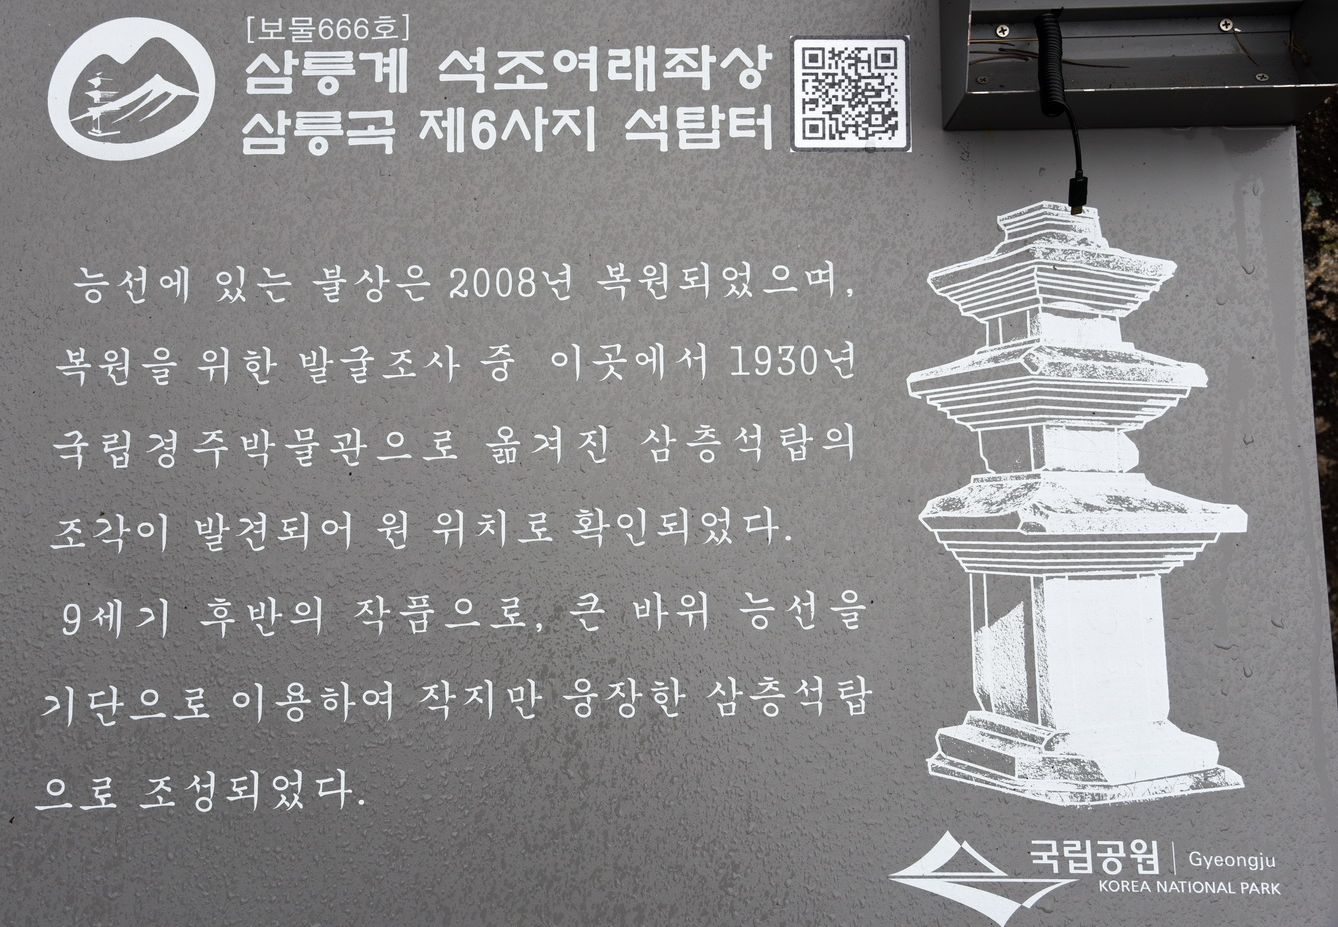 [보물666호]
삼릉계 석조여래좌상
삼릉곡 제6사지 석탑터
능선에 있는 불상은 2008년 복원되었으며,
복원을 위한 발굴조사 중 이곳에서 1930년
국립경주박물관으로 옮겨진 삼층석탑의
조각이 발견되어 원 위치로 확인되었다.
9세기 후반의 작품으로, 큰 바위 능선을
기단으로 이용하여 작지만 웅장한 삼층석탑
으로 조성되었다.
국립공원 | Gyeongju
KOREA NATIONAL PARK